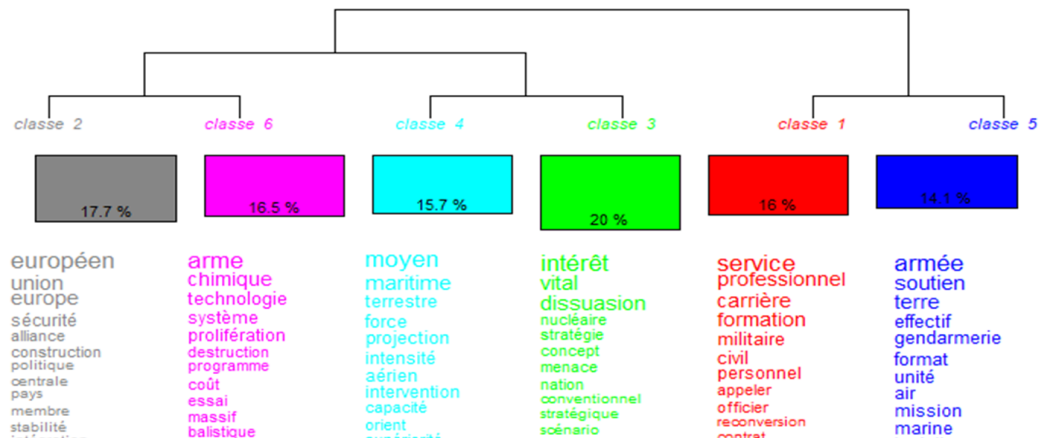 classe 2
classe 6
classe 4
classe 3
classe 1
classe 5
17.7 %
16.5 %
15.7 %
20 %
16 %
14.1 %
européen
union
europe
sécurité
alliance
construction
politique
centrale
pays
membre
stabilité
arme
chimique
technologie
système
prolifération
destruction
programme
coût
essai
massif
balistique
moyen
maritime
terrestre
force
projection
intensité
aérien
intervention
capacité
orient
intérêt
vital
dissuasion
nucléaire
stratégie
concept
menace
nation
conventionnel
stratégique
scénario
service
professionnel
carrière
formation
militaire
civil
personnel
appeler
officier
reconversion
armée
soutien
terre
effectif
gendarmerie
format
unité
air
mission
marine